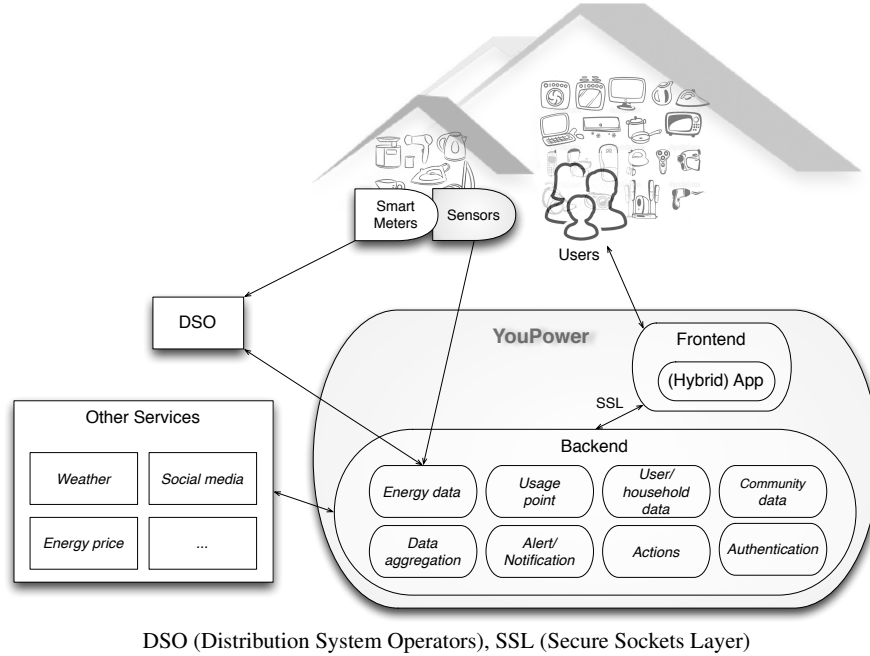 Smart
Meters
Sensors
Users
DSO
YouPower
Frontend
(Hybrid) App
SSL
Other Services
Weather
Social media
Energy price
...
Backend
Energy data
Usage
point
User/
household
data
Community
data
Data
aggregation
Alert/
Notification
Actions
Authentication
DSO (Distribution System Operators), SSL (Secure Sockets Layer)